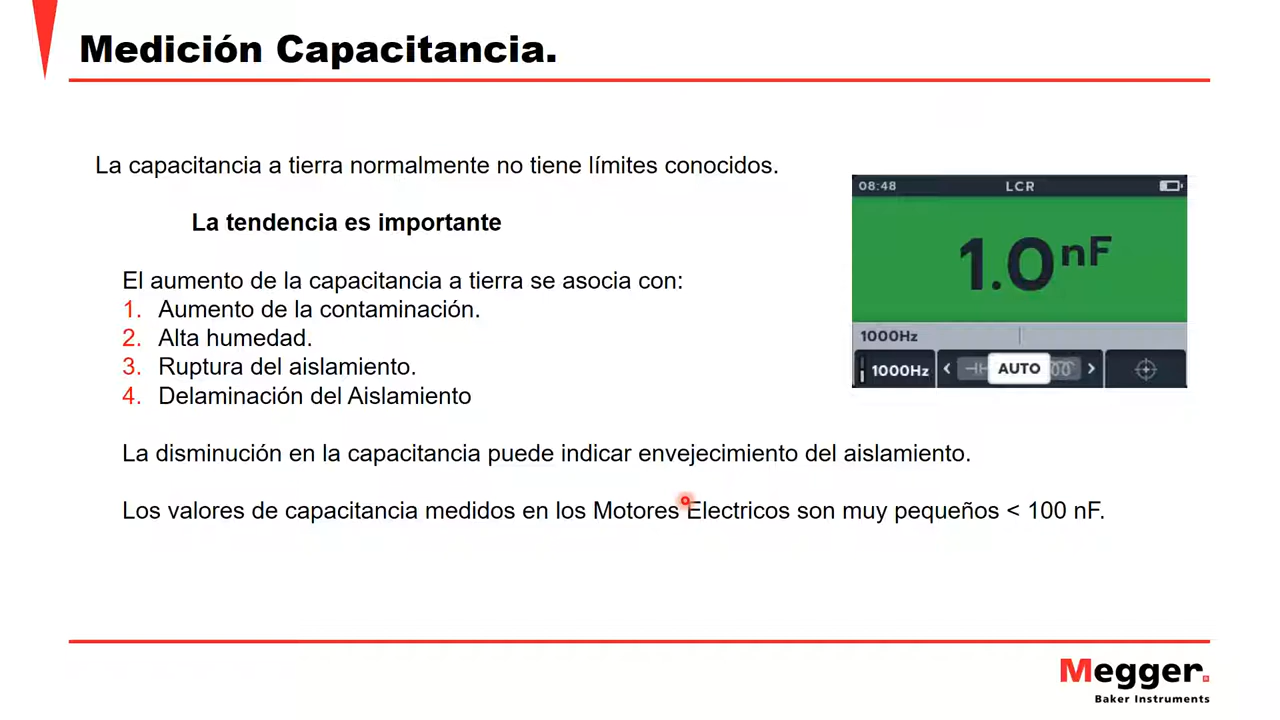 Medición Capacitancia.
La capacitancia a tierra normalmente no tiene límites conocidos.
La tendencia es importante
El aumento de la capacitancia a tierra se asocia con:
1. Aumento de la contaminación.
2. Alta humedad.
3. Ruptura del aislamiento.
4. Delaminación del Aislamiento
La disminución en la capacitancia puede indicar envejecimiento del aislamiento.
Los valores de capacitancia medidos en los Motores Electricos son muy pequeños < 100 nF.
08:48 LCR
1.0 nF
1000Hz
1000Hz < AUTO >
Megger.
Baker Instruments